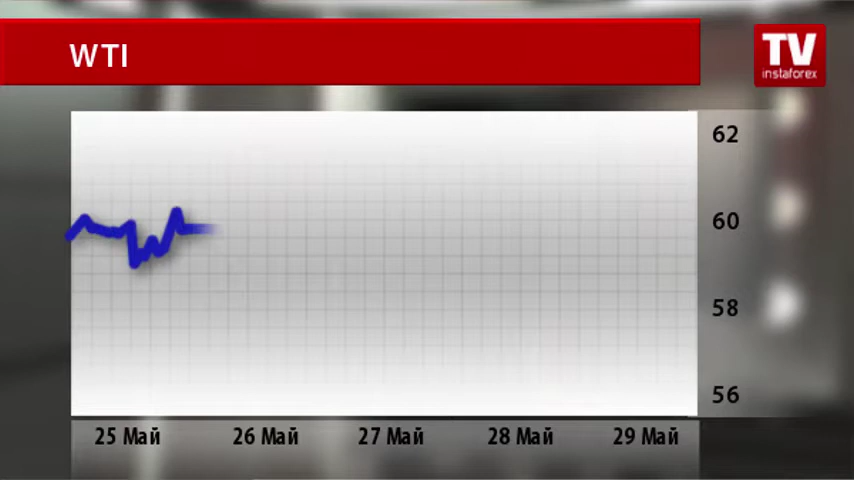 WTI
TV
instaforex
62
60
58
56
25 Май
26 Май
27 Май
28 Май
29 Май